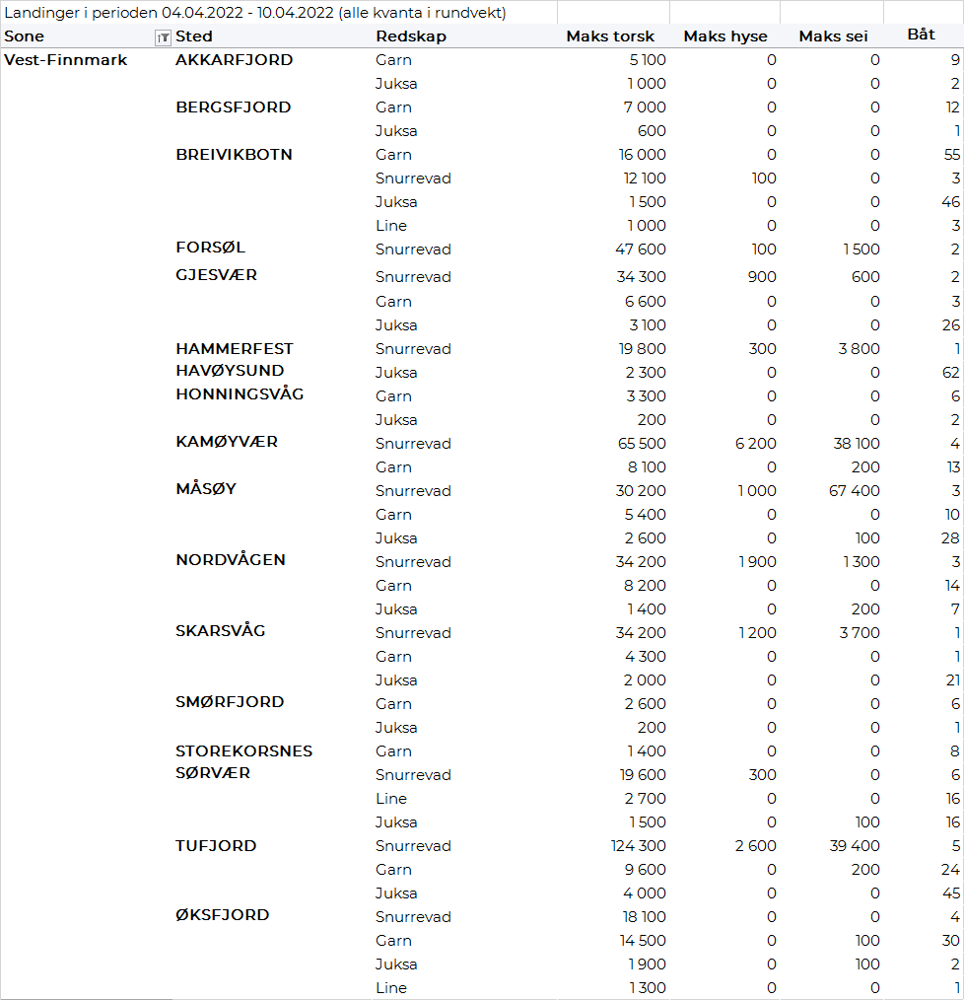 Landinger i perioden 04.04.2022 - 10.04.2022 (alle kvanta i rundvekt)
Sone Sted Redskap Maks torsk Maks hyse Maks sei Båt
Vest-Finnmark AKKARFJORD Garn 5 100 0 0 9
Juksa 1 000 0 0 2
BERGSFJORD Garn 7 000 0 0 12
Juksa 600 0 0 1
BREIVIKBOTN Garn 16 000 0 0 55
Snurrevad 12 100 100 0 3
Juksa 1 500 0 0 46
Line 1 000 0 0 3
FORSØL Snurrevad 47 600 100 1 500 2
GJESVÆR Snurrevad 34 300 900 600 2
Garn 6 600 0 0 3
Juksa 3 100 0 0 26
HAMMERFEST Snurrevad 19 800 300 3 800 1
HAVØYSUND Juksa 2 300 0 0 62
HONNINGSVÅG Garn 3 300 0 0 6
Juksa 200 0 0 2
KAMØYVÆR Snurrevad 65 500 6 200 38 100 4
Garn 8 100 0 200 13
MÅSØY Snurrevad 30 200 1 000 67 400 3
Garn 5 400 0 0 10
Juksa 2 600 0 100 28
NORDVÅGEN Snurrevad 34 200 1 900 1 300 3
Garn 8 200 0 0 14
Juksa 1 400 0 200 7
SKARSVÅG Snurrevad 34 200 1 200 3 700 1
Garn 4 300 0 0 1
Juksa 2 000 0 0 21
SMØRFJORD Garn 2 600 0 0 6
Juksa 200 0 0 1
STOREKORSNES Garn 1 400 0 0 8
SØRVÆR Snurrevad 19 600 300 0 6
Line 2 700 0 0 16
Juksa 1 500 0 100 16
TUFJORD Snurrevad 124 300 2 600 39 400 5
Garn 9 600 0 200 24
Juksa 4 000 0 0 45
ØKSFJORD Snurrevad 18 100 0 0 4
Garn 14 500 0 100 30
Juksa 1 900 0 100 2
Line 1 300 0 0 1